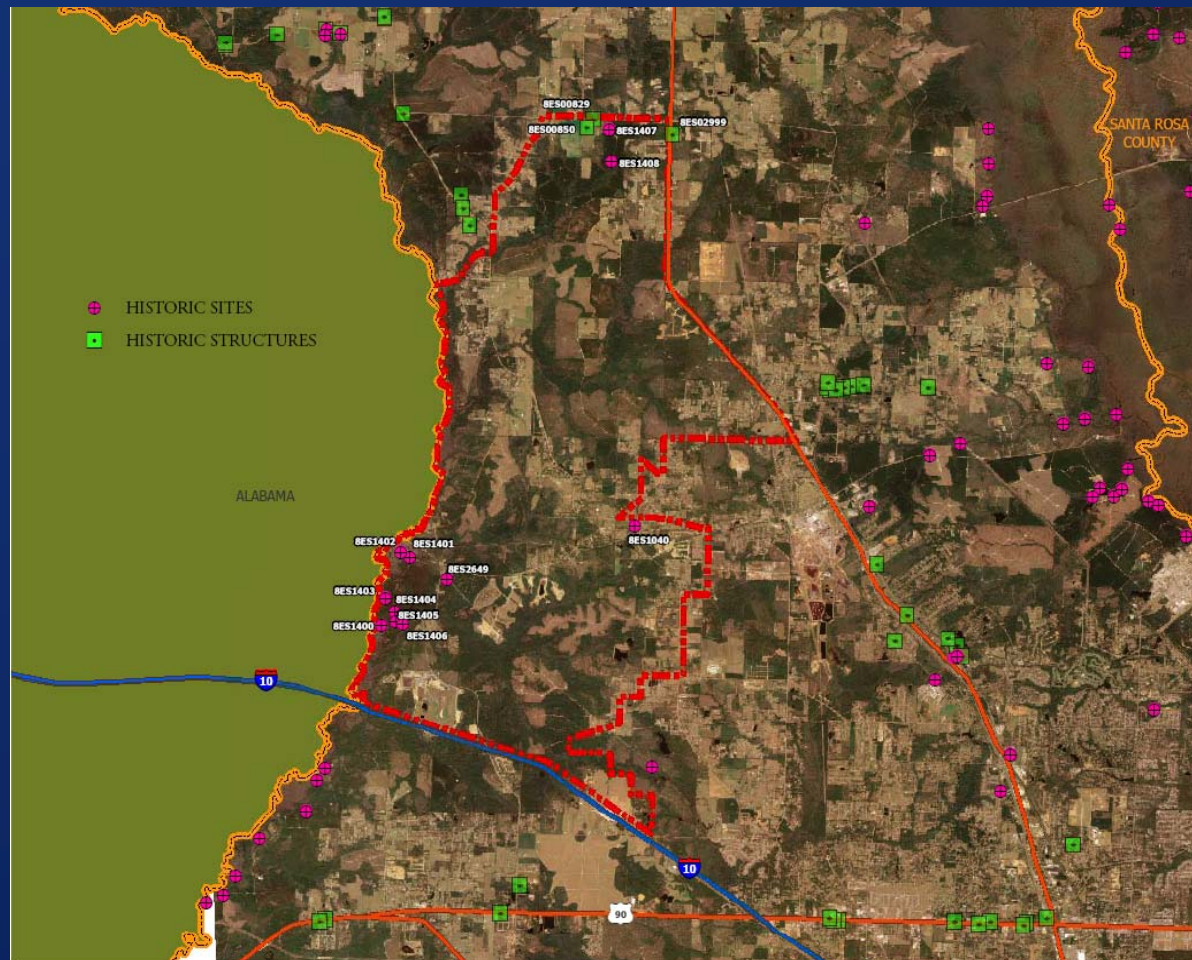 8ES00829
8ES00850
8ES1407
8ES02999
8ES1408
SANTA ROSA
COUNTY
HISTORIC SITES
HISTORIC STRUCTURES
ALABAMA
8ES1040
8ES1402
8ES1401
8ES2649
8ES1403
8ES1404
8ES1405
8ES1400
8ES1406
10
10
90